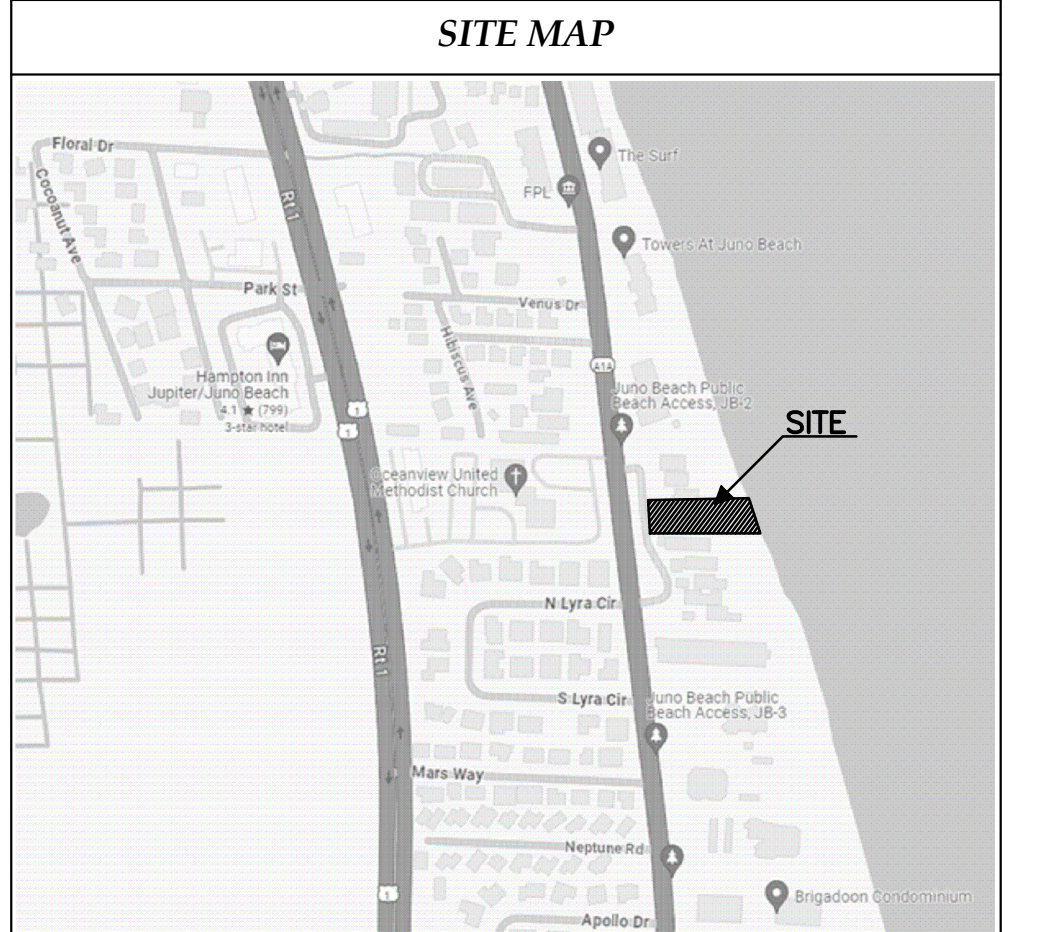 SITE MAP
Floral Dr
The Surf
Cocoanut Ave
FPL
Rt 1
Towers At Juno Beach
Park St
Venus Dr
Hibiscus Ave
A1A
Hampton Inn
Jupiter/Juno Beach
4.1 ★ (799)
3-star hotel
Juno Beach Public
Beach Access, JB-2
1
1
SITE
Oceanview United
Methodist Church
N Lyra Cir
Rt 1
S Lyra Cir
Juno Beach Public
Beach Access, JB-3
Mars Way
Neptune Rd
1
Brigadoon Condominium
Apollo Dr